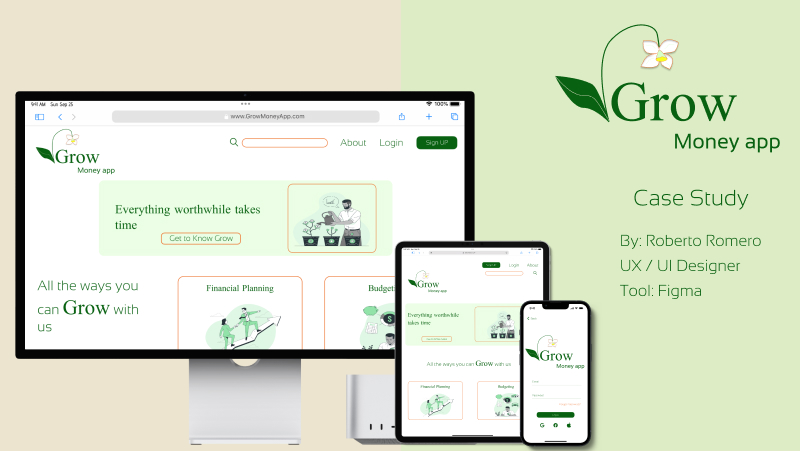 9:41 AM Sun Sep 25
100%
www.GrowMoneyApp.com
Grow
Money app
About
Login
Sign UP
Everything worthwhile takes
time
Get to Know Grow
All the ways you
can Grow with
us
Financial Planning
Budgeti
Sign UP
Login
About
Grow
Money app
Everything worthwhile
takes time
All the ways you can Grow with us
Financial Planning
Budgeting
Grow
Money app
Grow
Money app
Case Study
By: Roberto Romero
UX / UI Designer
Tool: Figma